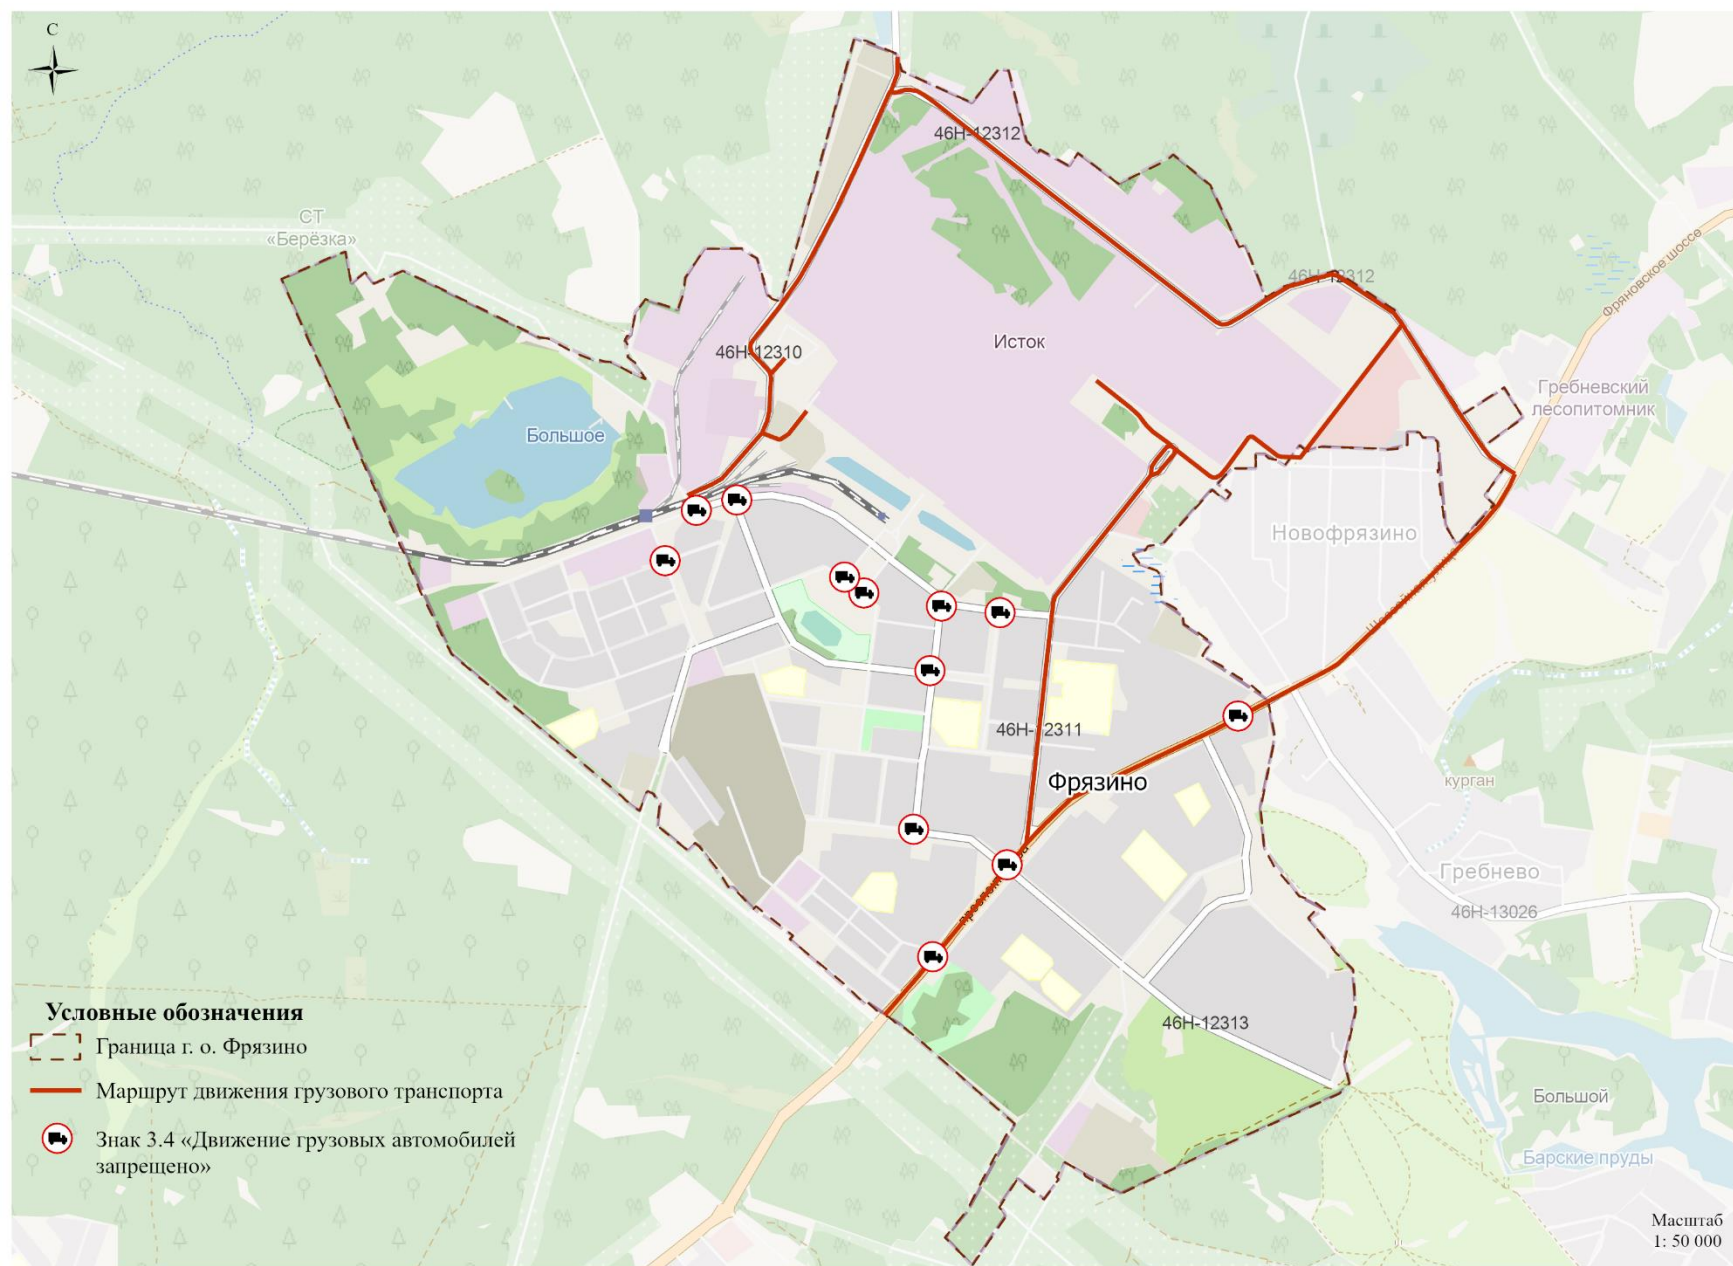 С
46Н-12312
СТ
«Берёзка»
46Н-12312
Фряновское шоссе
Исток
46Н-12310
Гребневский
лесопитомник
Большое
Новофрязино
46Н-12311
Фрязино
курган
Гребнево
46Н-13026
46Н-13313
Большой
Барские пруды
Условные обозначения
Граница г. о. Фрязино
Маршрут движения грузового транспорта
Знак 3.4 «Движение грузовых автомобилей
запрещено»
Масштаб
1: 50 000